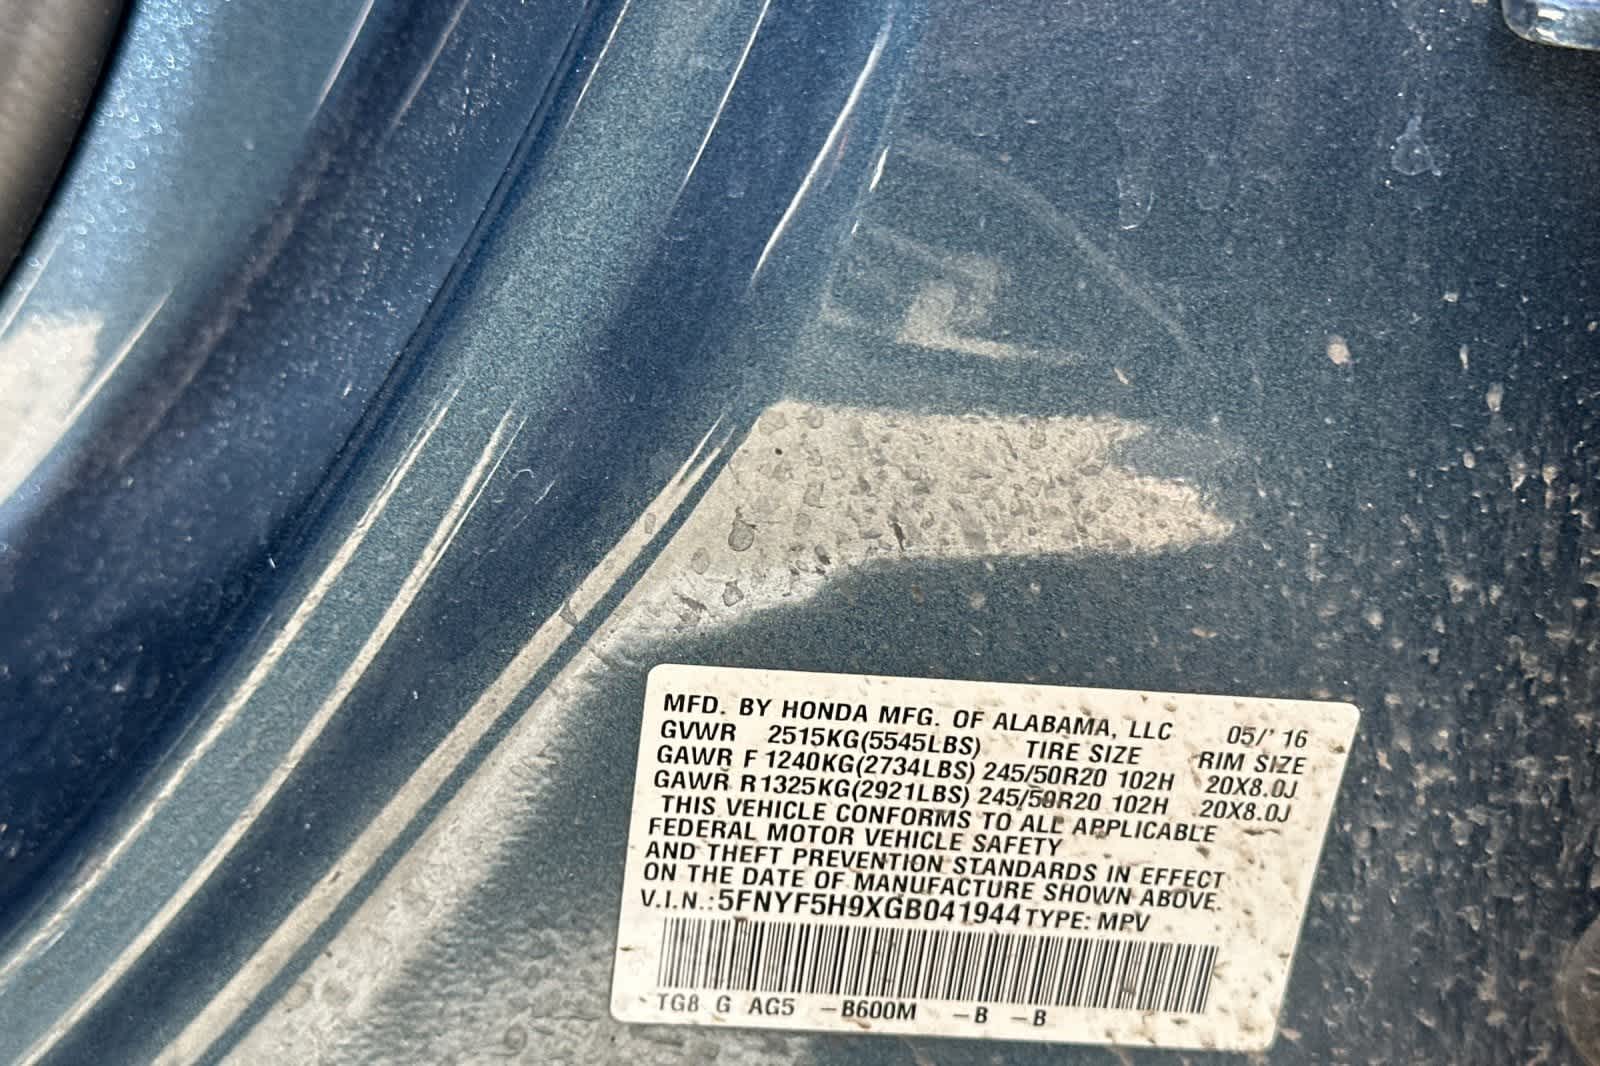 MFD. BY HONDA MFG. OF ALABAMA, LLC 05/'16
GVWR 2515KG(5545LBS) TIRE SIZE RIM SIZE
GAWR F 1240KG(2734LBS) 245/50R20 102H 20X8.0J
GAWR R 1325KG(2921LBS) 245/50R20 102H 20X8.0J
THIS VEHICLE CONFORMS TO ALL APPLICABLE
FEDERAL MOTOR VEHICLE SAFETY
AND THEFT PREVENTION STANDARDS IN EFFECT
ON THE DATE OF MANUFACTURE SHOWN ABOVE.
V.I.N.:5FNYF5H9XGB041944 TYPE: MPV
TG8 G AG5 –B600M –B –B